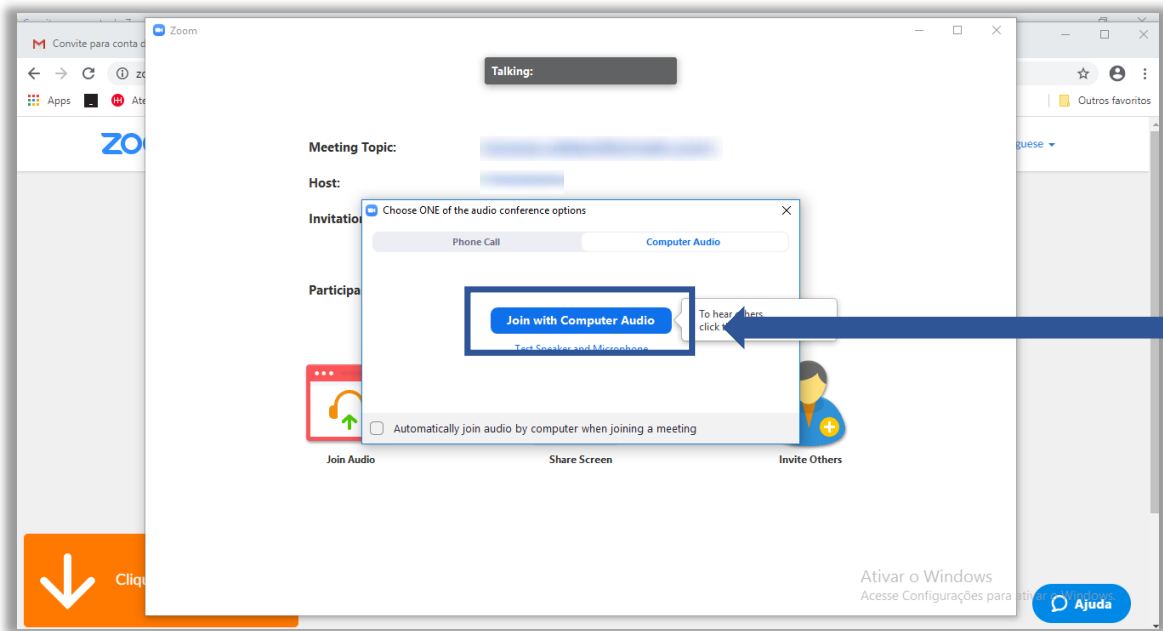 Zoom
Convite para conta d
Talking:
Apps
Ate
Outros favoritos
ZO
guese
Meeting Topic:
Host:
Invitation
Choose ONE of the audio conference options
Phone Call
Computer Audio
Participa
Join with Computer Audio
To hear others
click t
Test Speaker and Microphone
Automatically join audio by computer when joining a meeting
Join Audio
Share Screen
Invite Others
Cliqu
Ativar o Windows
Acesse Configurações para ativar o Windows.
Ajuda